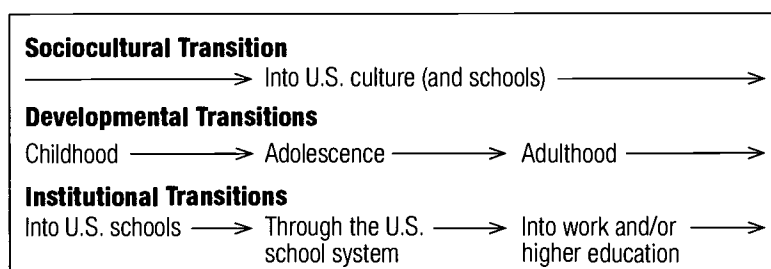 Sociocultural Transition
Into U.S. culture (and schools)
Developmental Transitions
Childhood Adolescence Adulthood
Institutional Transitions
Into U.S. schools Through the U.S. Into work and/or
school system higher education